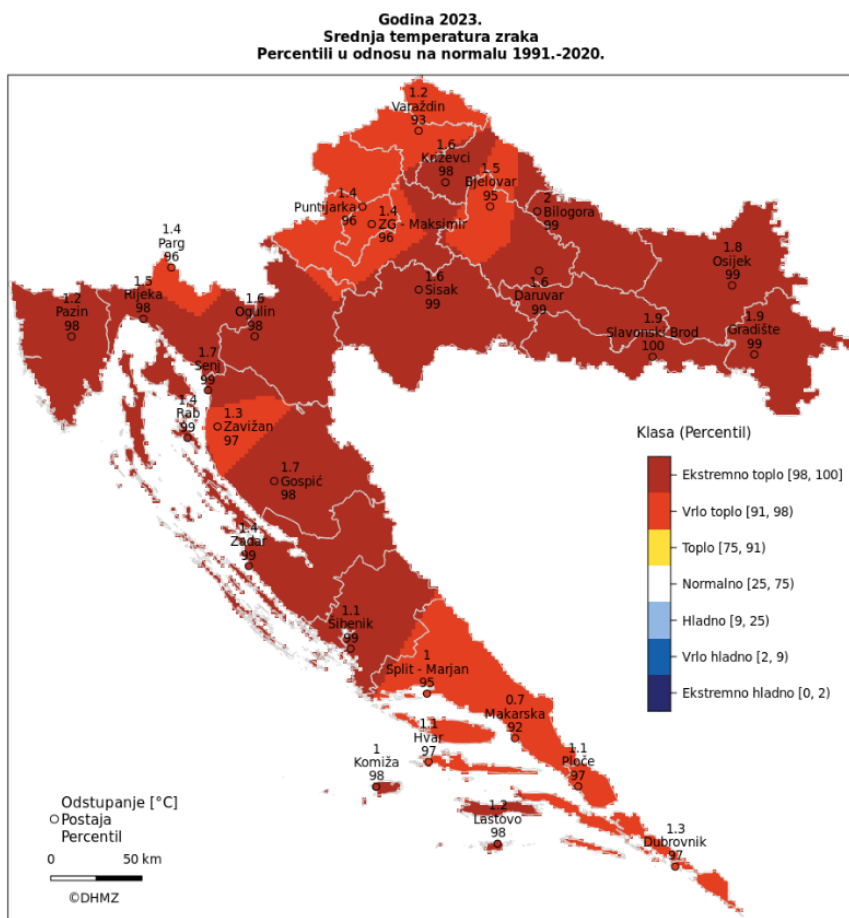 Godina 2023.
Srednja temperatura zraka
Percentili u odnosu na normalu 1991.-2020.
1.2
Varaždin
93
1.6
Križevci
98
1.5
Bjelovar
95
2
Bilogora
99
1.4
Puntijarka
96
1.4
ZG - Maksimir
96
1.4
Parg
96
1.8
Osijek
99
1.2
Pazin
98
1.5
Rijeka
98
1.6
Ogulin
98
1.6
Sisak
99
1.6
Daruvar
99
1.9
Slavonski Brod
100
1.9
Gradište
99
1.7
Senj
99
1.4
Rab
99
1.3
Zavižan
97
1.7
Gospić
98
1.4
Zadar
99
1.1
Šibenik
99
1
Split - Marjan
95
0.7
Makarska
92
1.1
Hvar
97
1.1
Ploče
97
1
Komiža
98
1.2
Lastovo
98
1.3
Dubrovnik
97
Klasa (Percentil)
Ekstremno toplo [98, 100]
Vrlo toplo [91, 98)
Toplo [75, 91)
Normalno [25, 75)
Hladno [9, 25)
Vrlo hladno [2, 9)
Ekstremno hladno [0, 2)
Odstupanje [°C]
Postaja
Percentil
0 50 km
©DHMZ